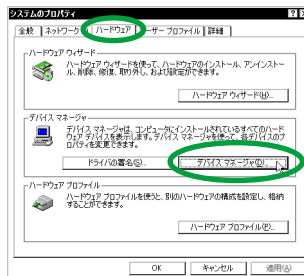 システムのプロパティ
全般 ネットワーク ハードウェア ユーザー プロファイル 詳細
ハードウェア ウィザード
ハードウェア ウィザードを使って、ハードウェアのインストール、アンインストー
ル、削除、修復、取り外し、および設定ができます。
ハードウェア ウィザード(H)...
デバイス マネージャ
デバイス マネージャは、コンピュータにインストールされているすべてのハード
ウェア デバイスを表示します。デバイス マネージャを使って、各デバイスのプ
ロパティを変更できます。
ドライバの署名(S)...
デバイス マネージャ(D)...
ハードウェア プロファイル
ハードウェア プロファイルを使うと、別のハードウェアの構成を設定し、格納
することができます。
ハードウェア プロファイル(P)...
OK
キャンセル
適用(A)